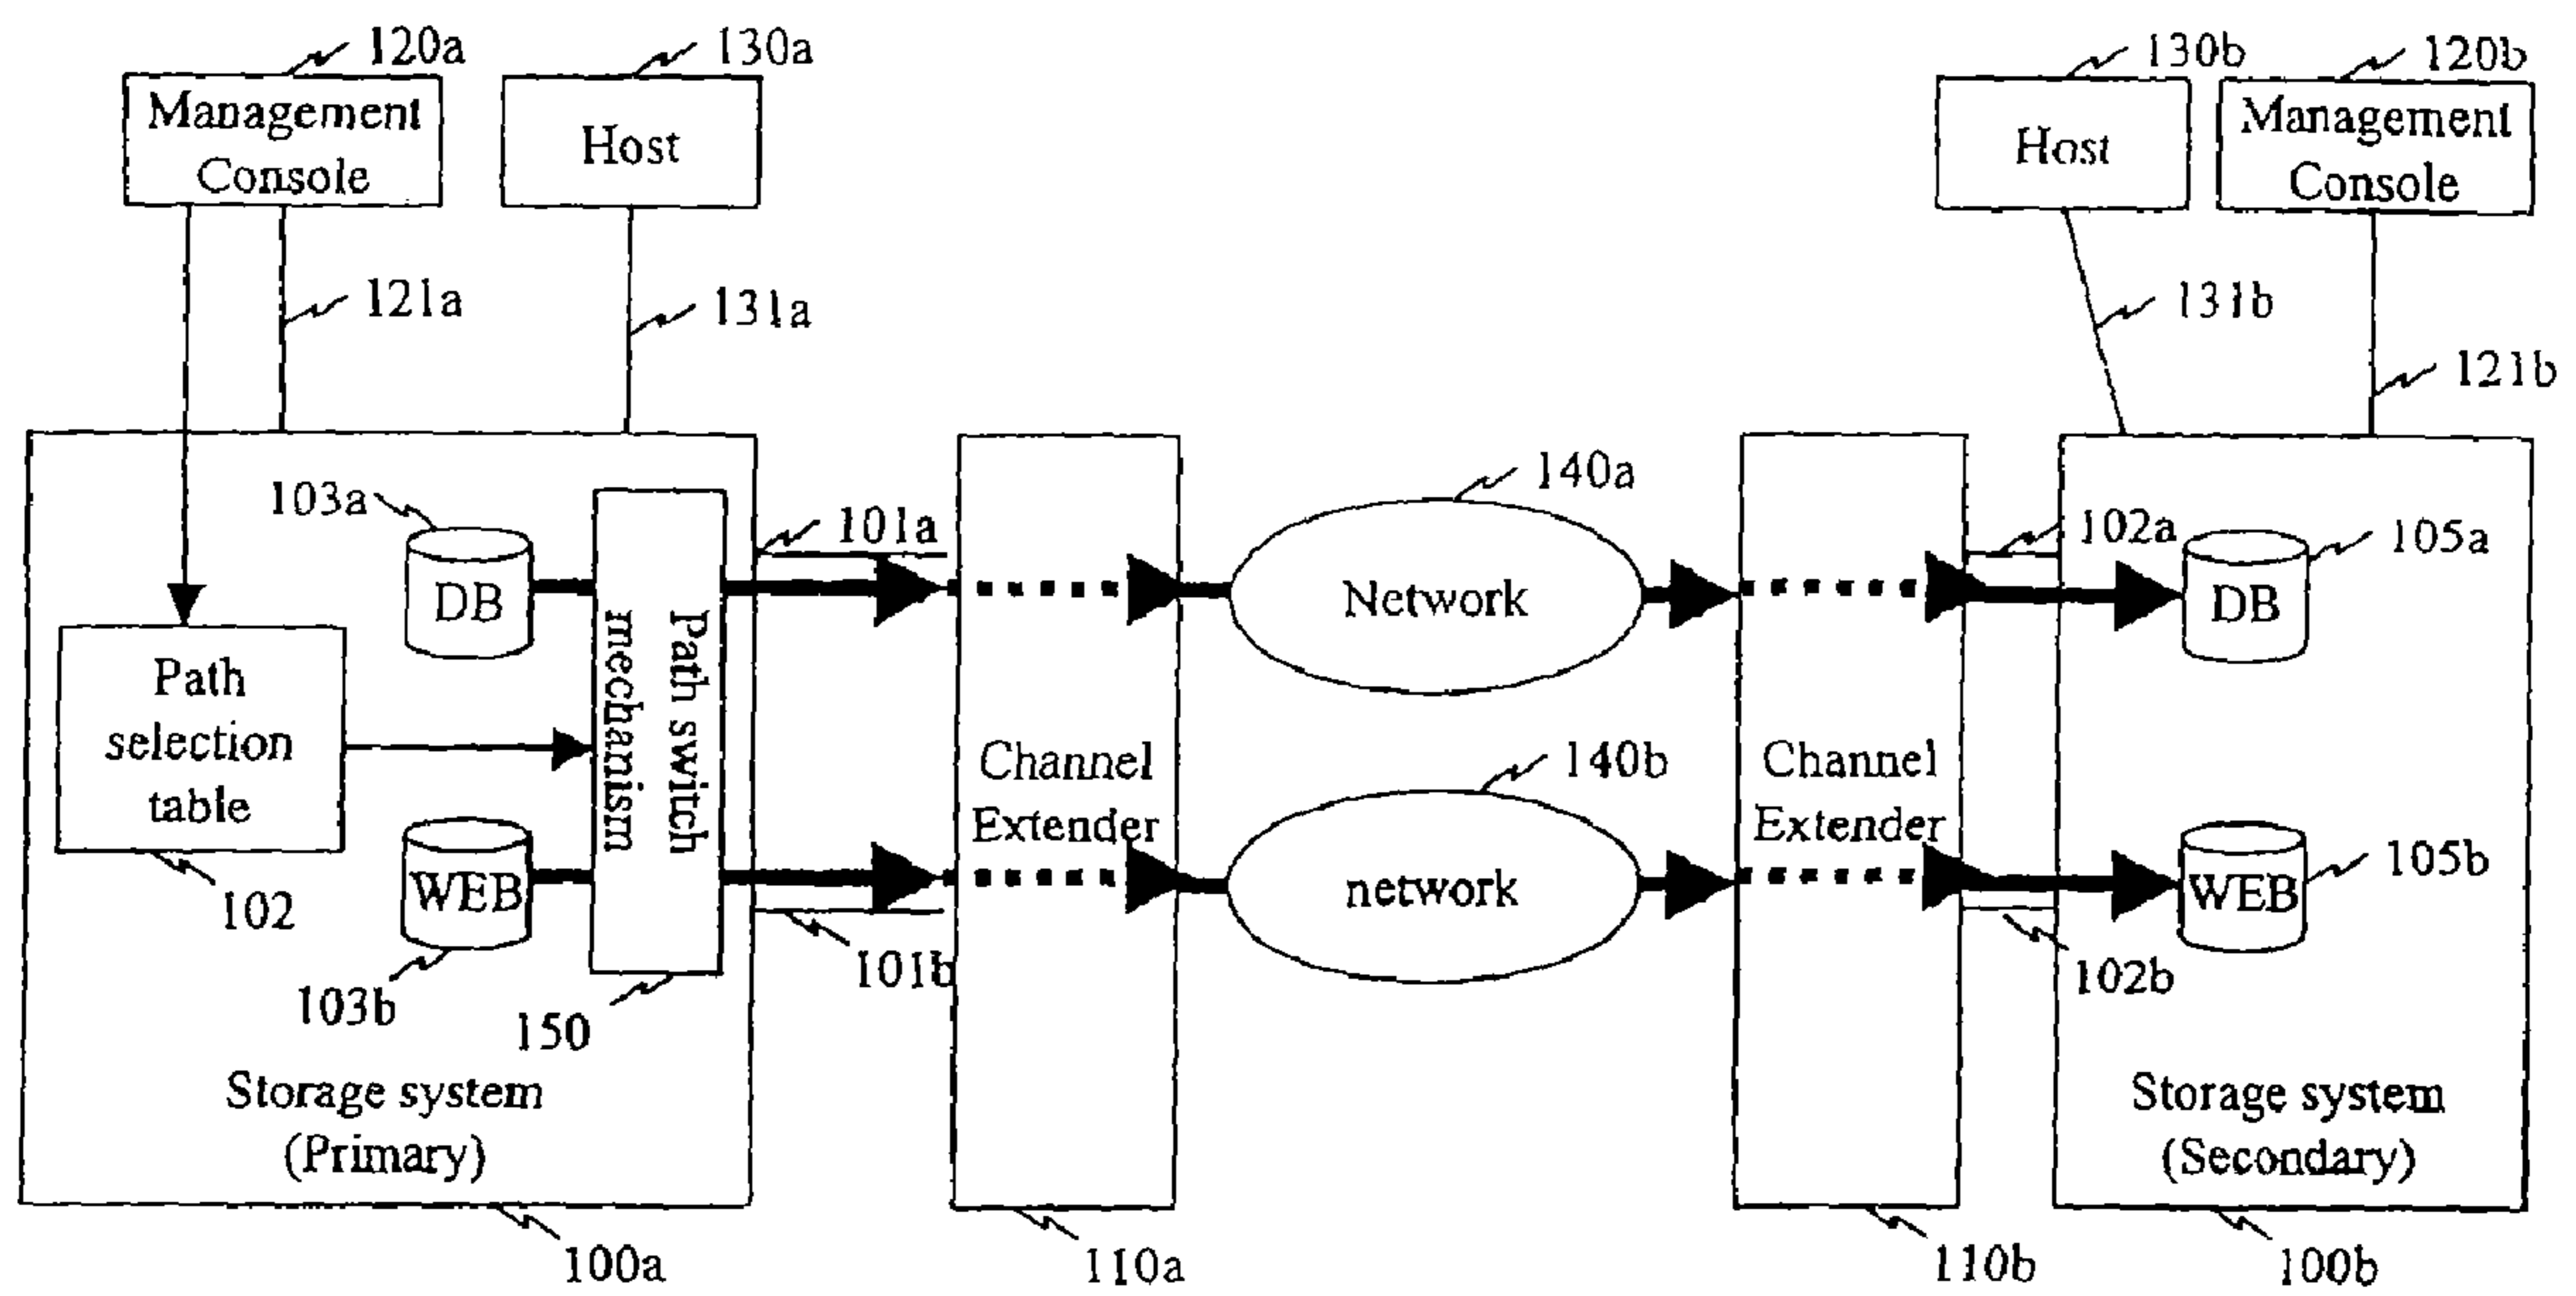 120a
130a
130b
120b
Management
Console
Host
Host
Management
Console
121a
131a
131b
121b
103a
101a
140a
102a
105a
DB
Network
DB
Path
selection
table
Path switch
mechanism
Channel
Extender
140b
Channel
Extender
102
WEB
network
WEB
105b
103b
150
101b
102b
Storage system
(Primary)
Storage system
(Secondary)
100a
110a
110b
100b